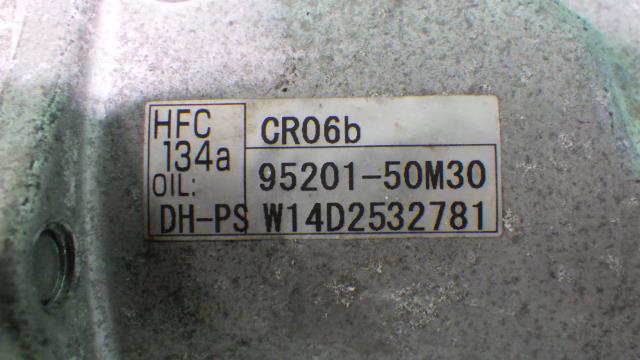 HFC
134a
OIL:
DH-PS
CR06b
95201-50M30
W14D2532781